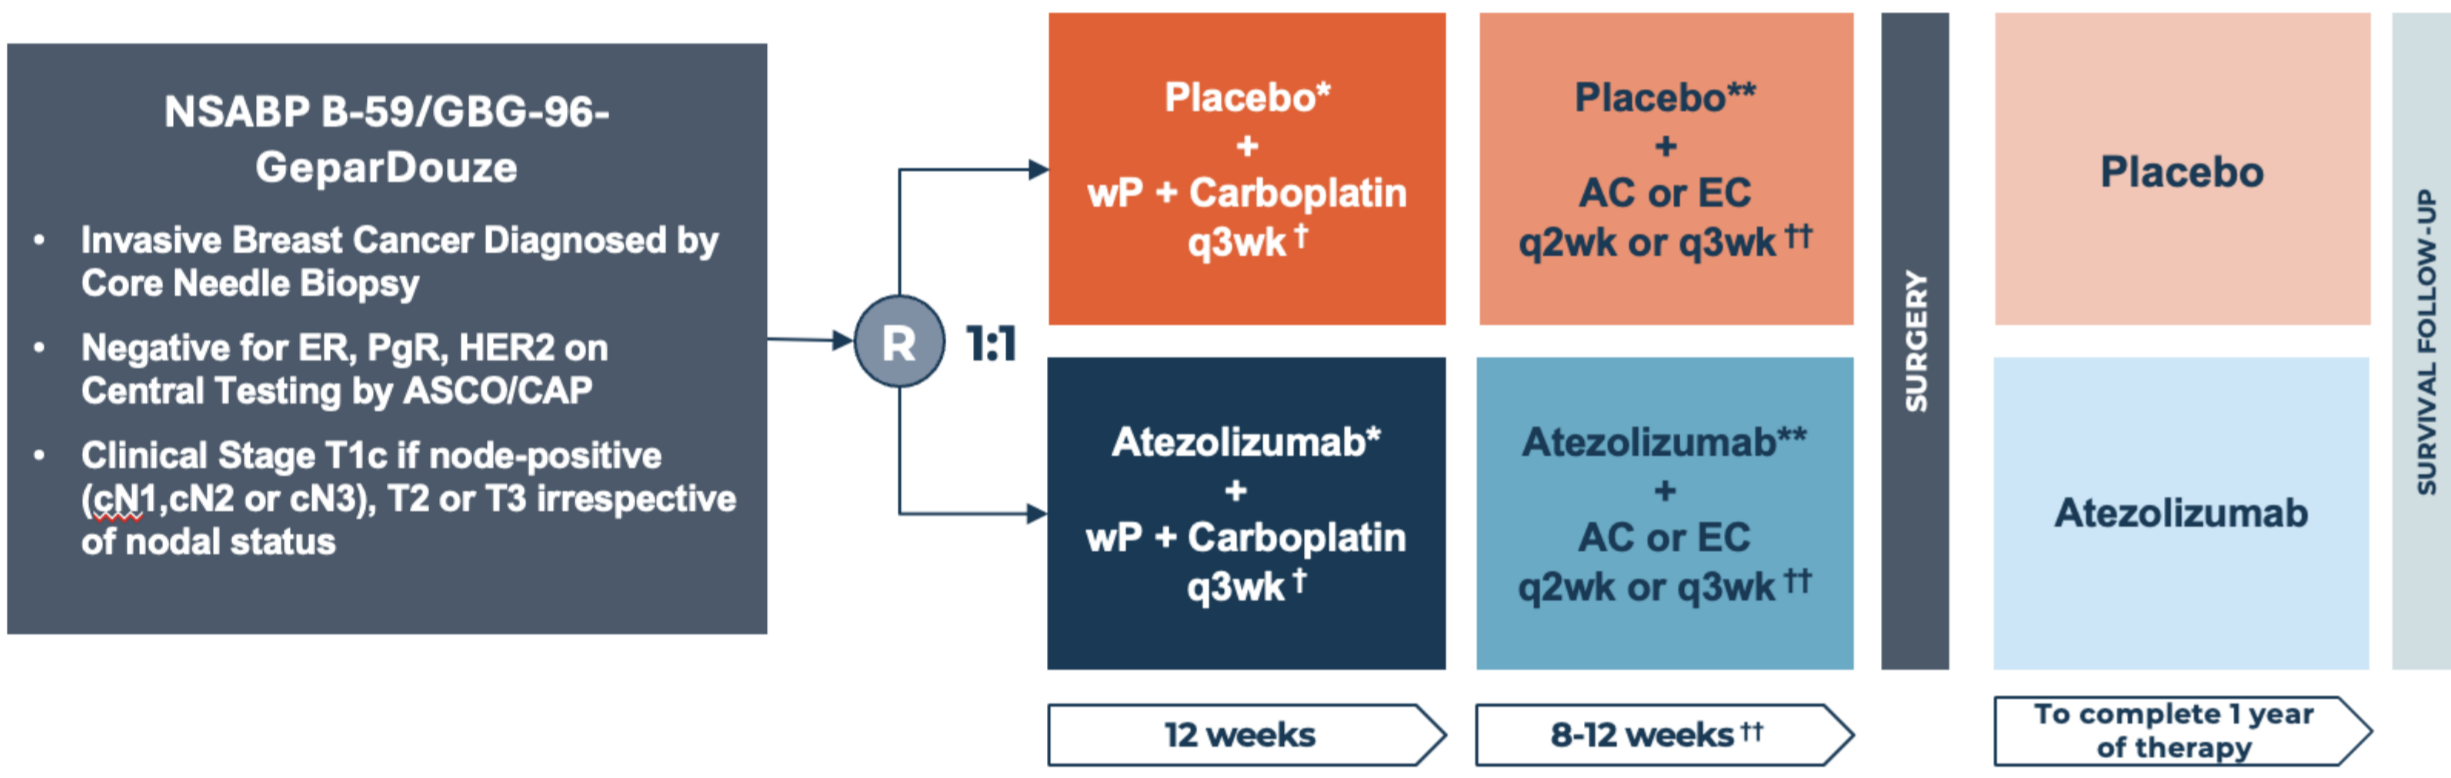 NSABP B-59/GBG-96-
GeparDouze
• Invasive Breast Cancer Diagnosed by
Core Needle Biopsy
• Negative for ER, PgR, HER2 on
Central Testing by ASCO/CAP
• Clinical Stage T1c if node-positive
(cN1,cN2 or cN3), T2 or T3 irrespective
of nodal status
R
1:1
Placebo*
+
wP + Carboplatin
q3wk †
Placebo**
+
AC or EC
q2wk or q3wk ††
Atezolizumab*
+
wP + Carboplatin
q3wk †
Atezolizumab**
+
AC or EC
q2wk or q3wk ††
SURGERY
Placebo
Atezolizumab
SURVIVAL FOLLOW-UP
12 weeks
8-12 weeks ††
To complete 1 year
of therapy